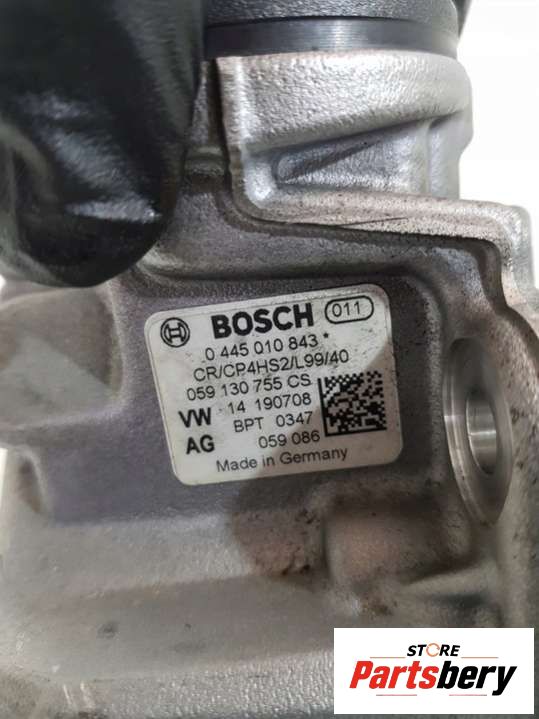 BOSCH 011
0 445 010 843 *
CR/CP4HS2/L99/40
059 130 755 CS
VW 14 190708
BPT 0347
AG 059 086
Made in Germany
STORE
Partsbery